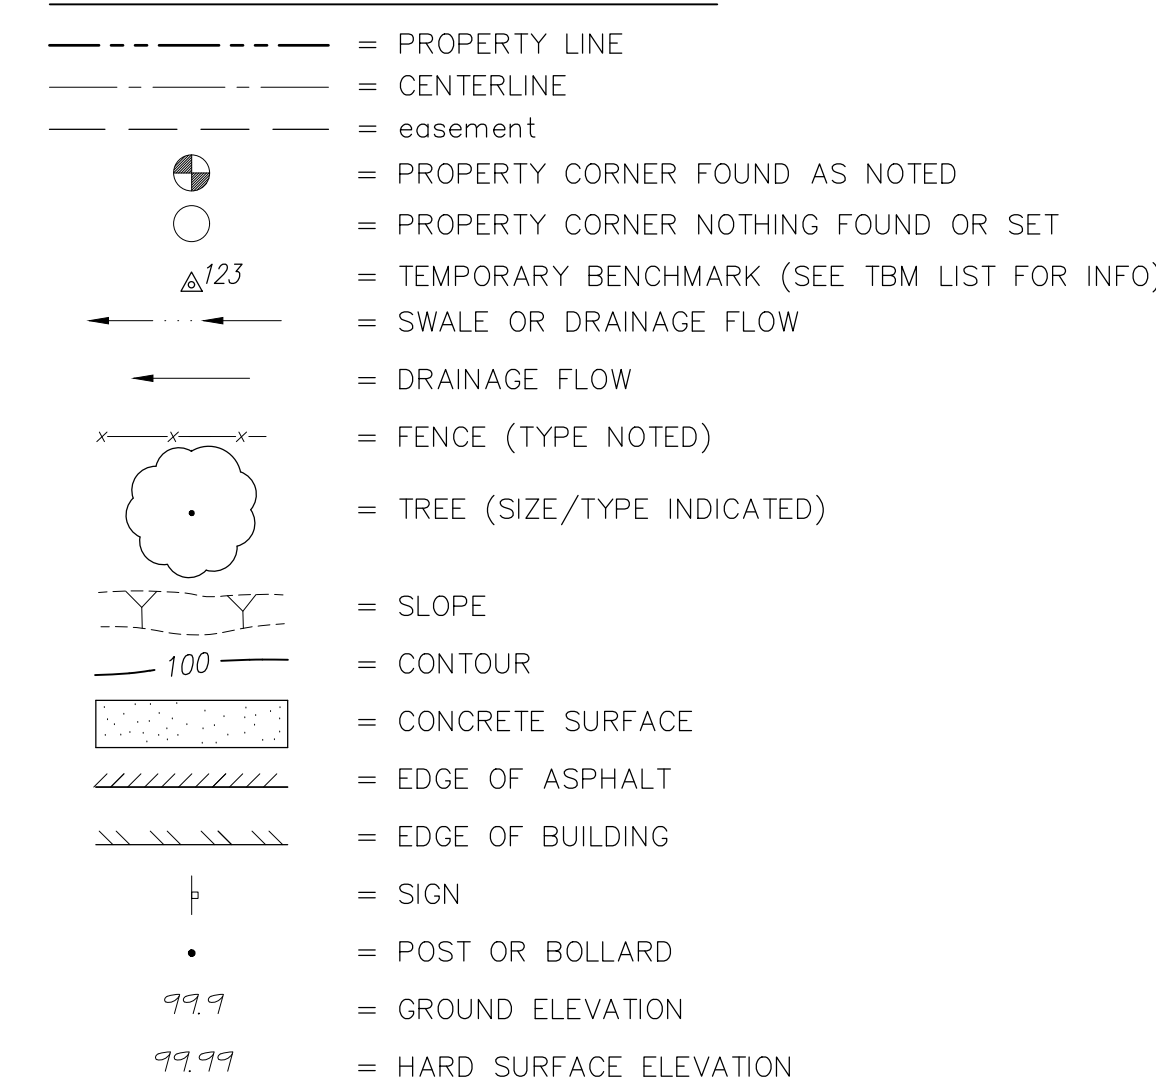 = PROPERTY LINE
= CENTERLINE
= easement
= PROPERTY CORNER FOUND AS NOTED
= PROPERTY CORNER NOTHING FOUND OR SET
123 = TEMPORARY BENCHMARK (SEE TBM LIST FOR INFO)
= SWALE OR DRAINAGE FLOW
= DRAINAGE FLOW
x x x = FENCE (TYPE NOTED)
= TREE (SIZE/TYPE INDICATED)
= SLOPE
100 = CONTOUR
= CONCRETE SURFACE
= EDGE OF ASPHALT
= EDGE OF BUILDING
= SIGN
= POST OR BOLLARD
99.9 = GROUND ELEVATION
99.99 = HARD SURFACE ELEVATION